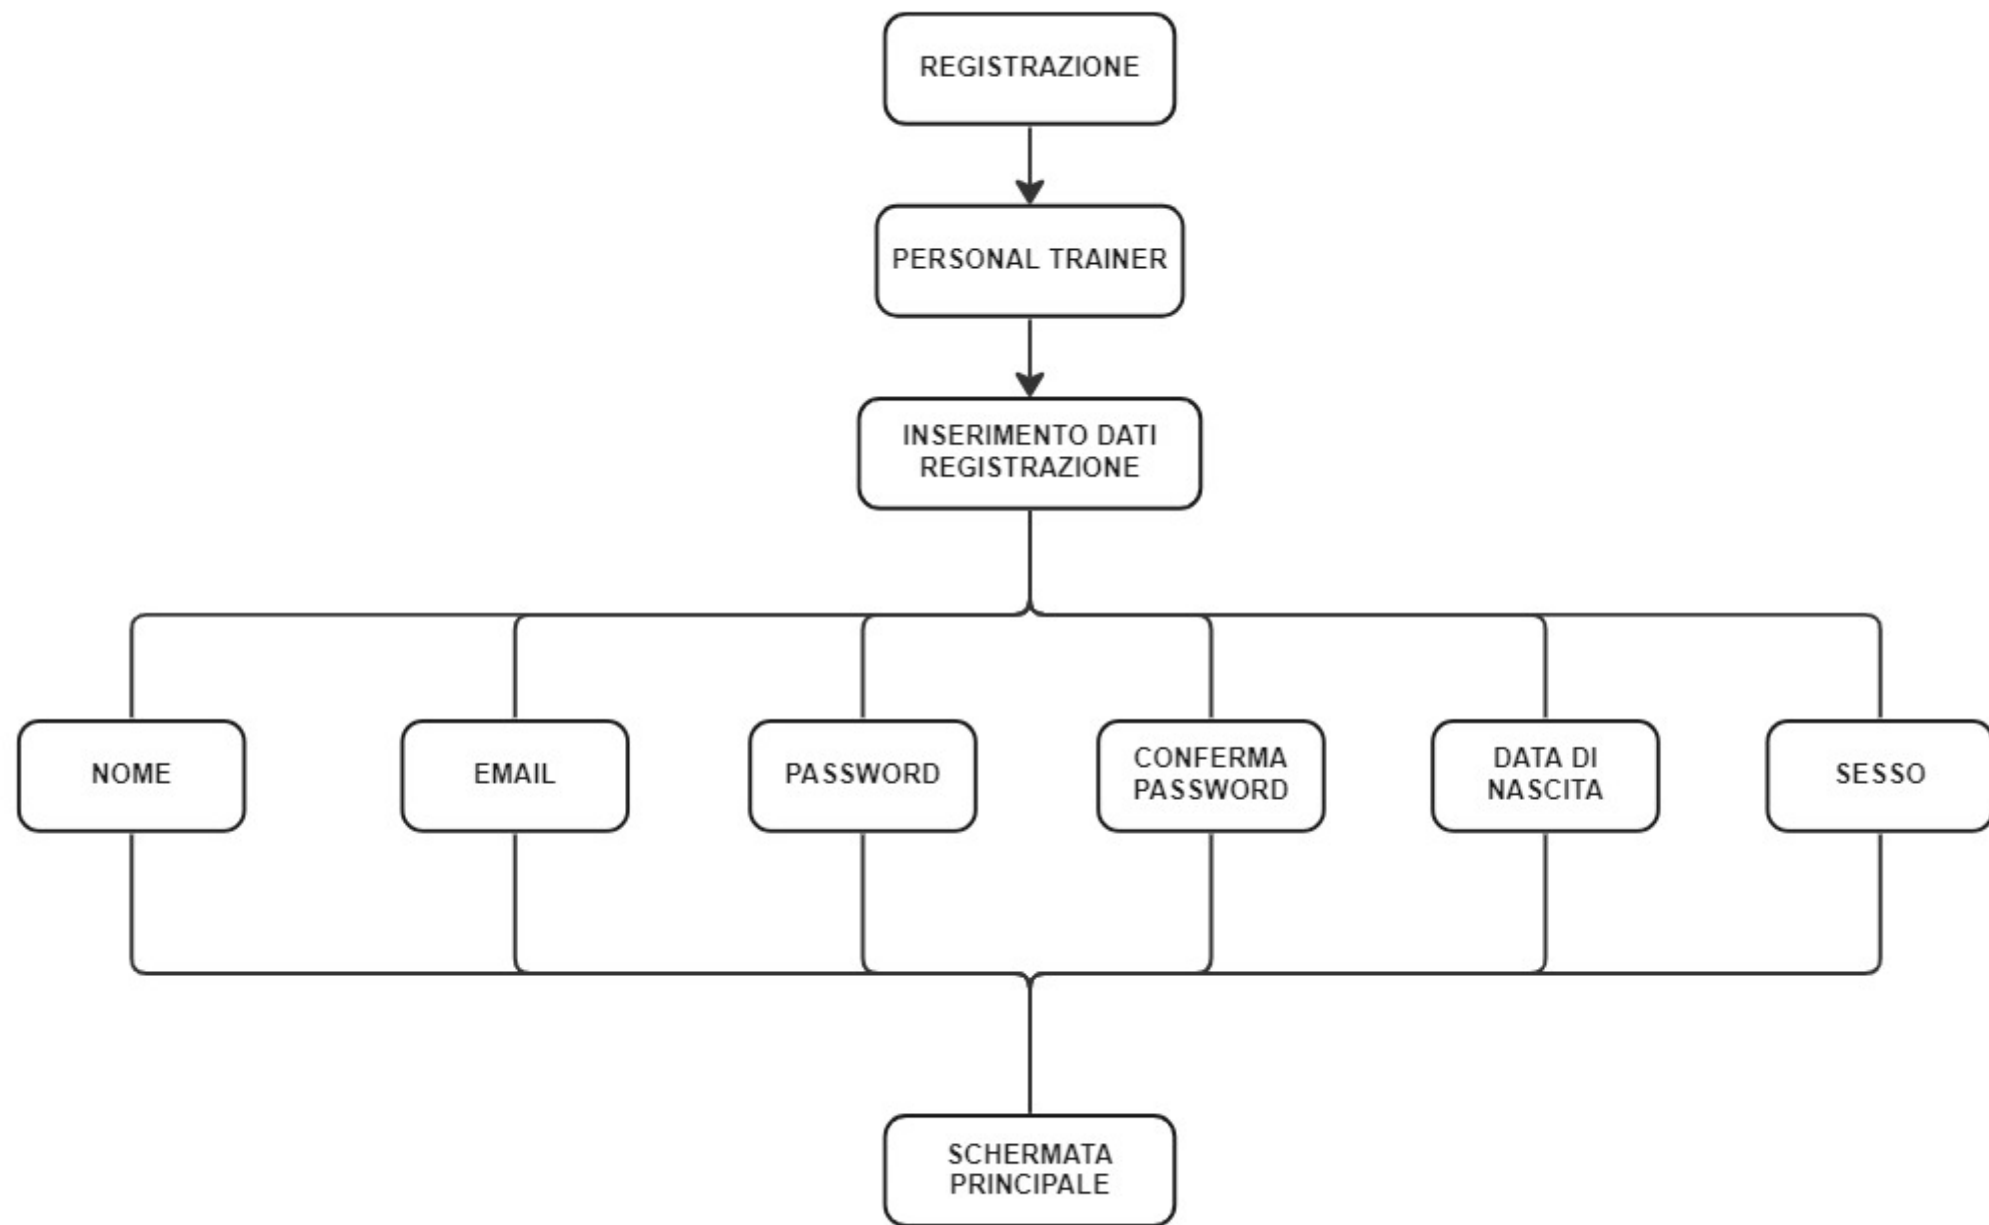 REGISTRAZIONE
PERSONAL TRAINER
INSERIMENTO DATI
REGISTRAZIONE
NOME
EMAIL
PASSWORD
CONFERMA
PASSWORD
DATA DI
NASCITA
SESSO
SCHERMATA
PRINCIPALE